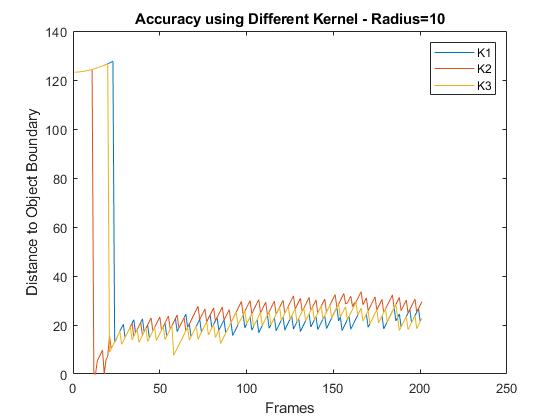 Accuracy using Different Kernel - Radius=10
140
120
100
80
60
40
20
0
Distance to Object Boundary
K1
K2
K3
0 50 100 150 200 250
Frames